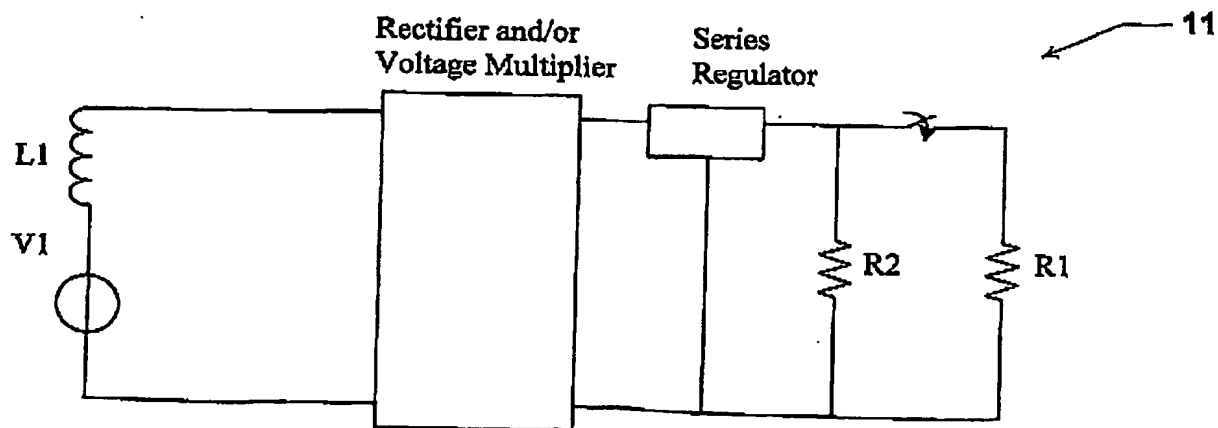 11
Rectifier and/or
Voltage Multiplier
Series
Regulator
L1
V1
R2
R1